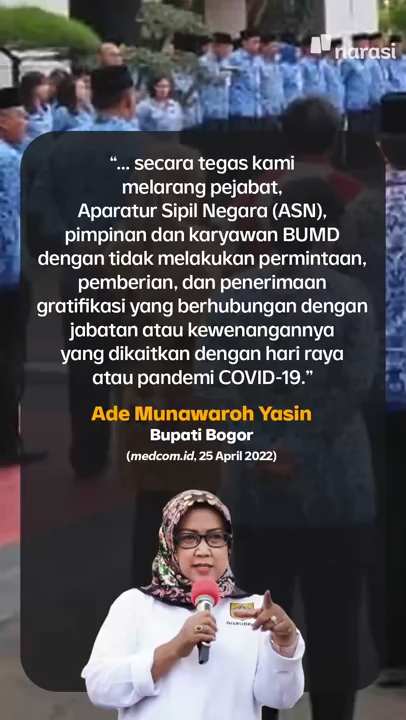 narasi
“... secara tegas kami
melarang pejabat,
Aparatur Sipil Negara (ASN),
pimpinan dan karyawan BUMD
dengan tidak melakukan permintaan,
pemberian, dan penerimaan
gratifikasi yang berhubungan dengan
jabatan atau kewenangannya
yang dikaitkan dengan hari raya
atau pandemi COVID-19.”
Ade Munawaroh Yasin
Bupati Bogor
(medcom.id, 25 April 2022)